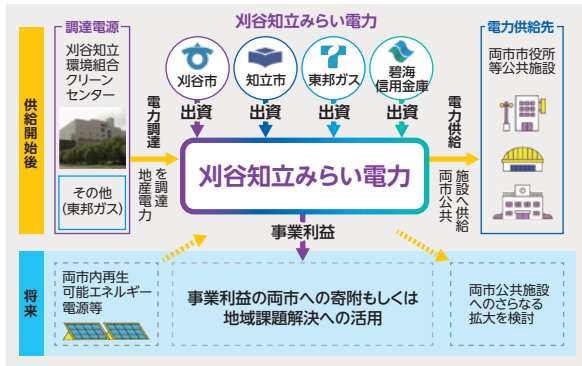 刈谷知立みらい電力
調達電源
刈谷知立
環境組合
クリーン
センター
その他
(東邦ガス)
刈谷市
知立市
東邦ガス
碧海
信用金庫
出資
出資
出資
出資
電力供給先
両市市役所
等公共施設
供給開始後
電力調達
地産電力
を調達
刈谷知立みらい電力
電力供給
両市公共
施設へ供給
事業利益
将来
両市内再生
可能エネルギー
電源等
事業利益の両市への寄附もしくは
地域課題解決への活用
両市公共施設
へのさらなる
拡大を検討